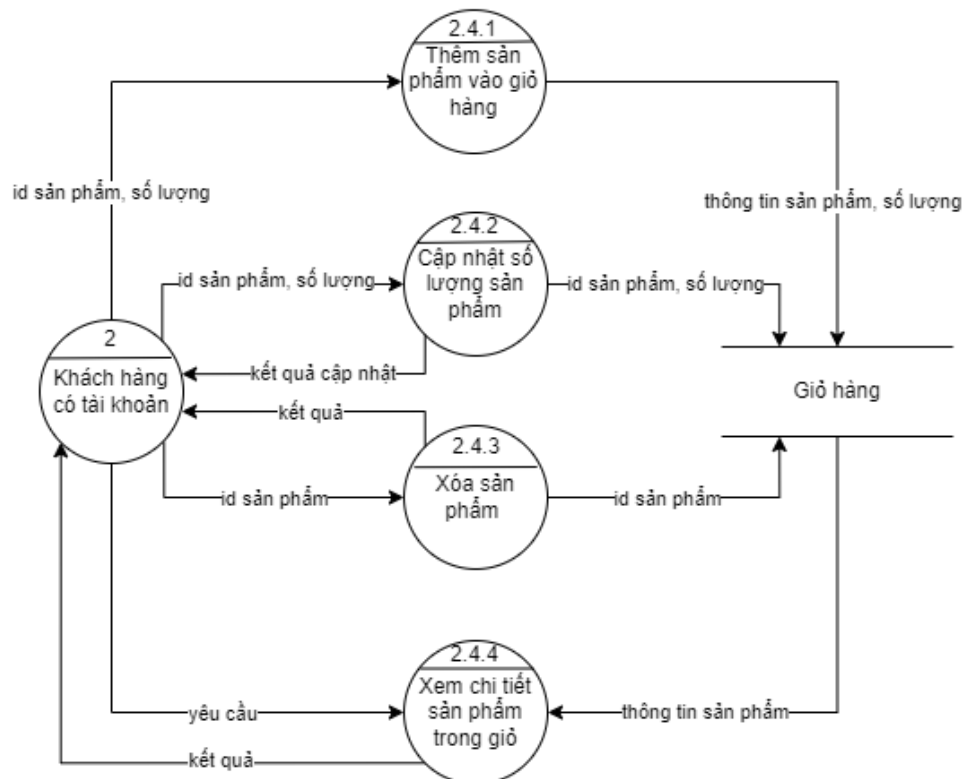 2.4.1
Thêm sản
phẩm vào giỏ
hàng
id sản phẩm, số lượng
thông tin sản phẩm, số lượng
2.4.2
Cập nhật số
lượng sản
phẩm
id sản phẩm, số lượng
id sản phẩm, số lượng
2
Khách hàng
có tài khoản
kết quả cập nhật
Giỏ hàng
kết quả
2.4.3
Xóa sản
phẩm
id sản phẩm
id sản phẩm
2.4.4
Xem chi tiết
sản phẩm
trong giỏ
yêu cầu
thông tin sản phẩm
kết quả